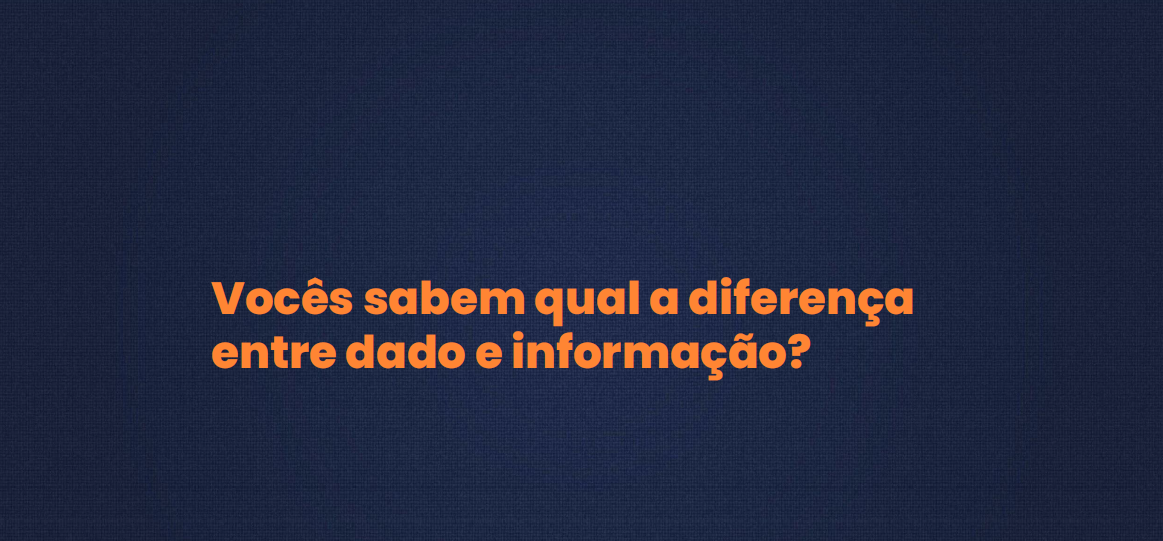 Vocês sabem qual a diferença
entre dado e informação?